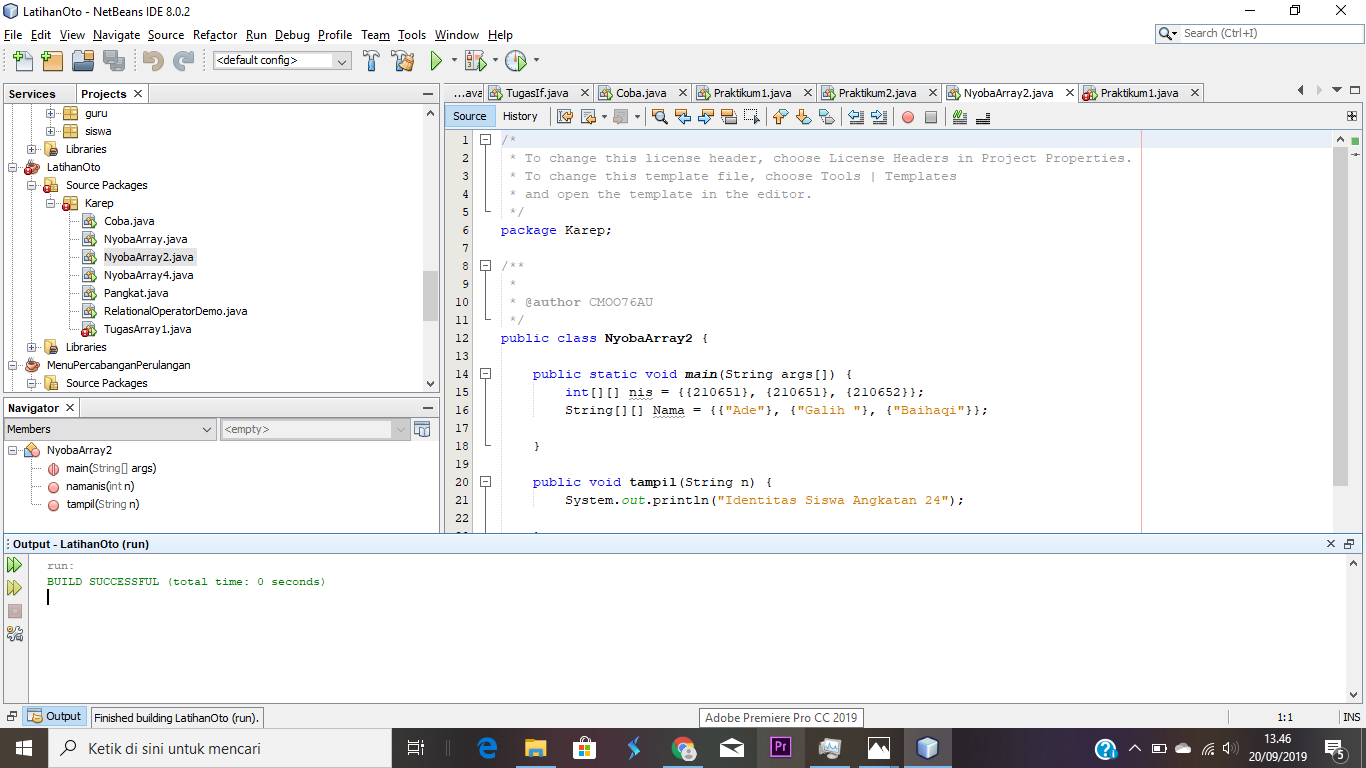 LatihanOto - NetBeans IDE 8.0.2
File Edit View Navigate Source Refactor Run Debug Profile Team Tools Window Help
Search (Ctrl+I)
<default config>
Services Projects
guru
siswa
Libraries
LatihanOto
Source Packages
Karep
Coba.java
NyobaArray.java
NyobaArray2.java
NyobaArray4.java
Pangkat.java
RelationalOperatorDemo.java
TugasArray1.java
Libraries
MenuPercabanganPerulangan
Source Packages
Navigator
Members <empty>
NyobaArray2
main(String[] args)
namanis(int n)
tampil(String n)
...ava TugasIf.java Coba.java Praktikum1.java Praktikum2.java NyobaArray2.java Praktikum1.java
Source History
1 /*
2 * To change this license header, choose License Headers in Project Properties.
3 * To change this template file, choose Tools | Templates
4 * and open the template in the editor.
5 */
6 package Karep;
7
8 /**
9 *
10 * @author CMOO76AU
11 */
12 public class NyobaArray2 {
13
14 public static void main(String args[]) {
15 int[][] nis = {{210651}, {210651}, {210652}};
16 String[][] Nama = {{"Ade"}, {"Galih "}, {"Baihaqi"}};
17
18 }
19
20 public void tampil(String n) {
21 System.out.println("Identitas Siswa Angkatan 24");
22
Output - LatihanOto (run)
run:
BUILD SUCCESSFUL (total time: 0 seconds)
Output Finished building LatihanOto (run).
Adobe Premiere Pro CC 2019
1:1 INS
Ketik di sini untuk mencari
Pr
13.46
20/09/2019
5